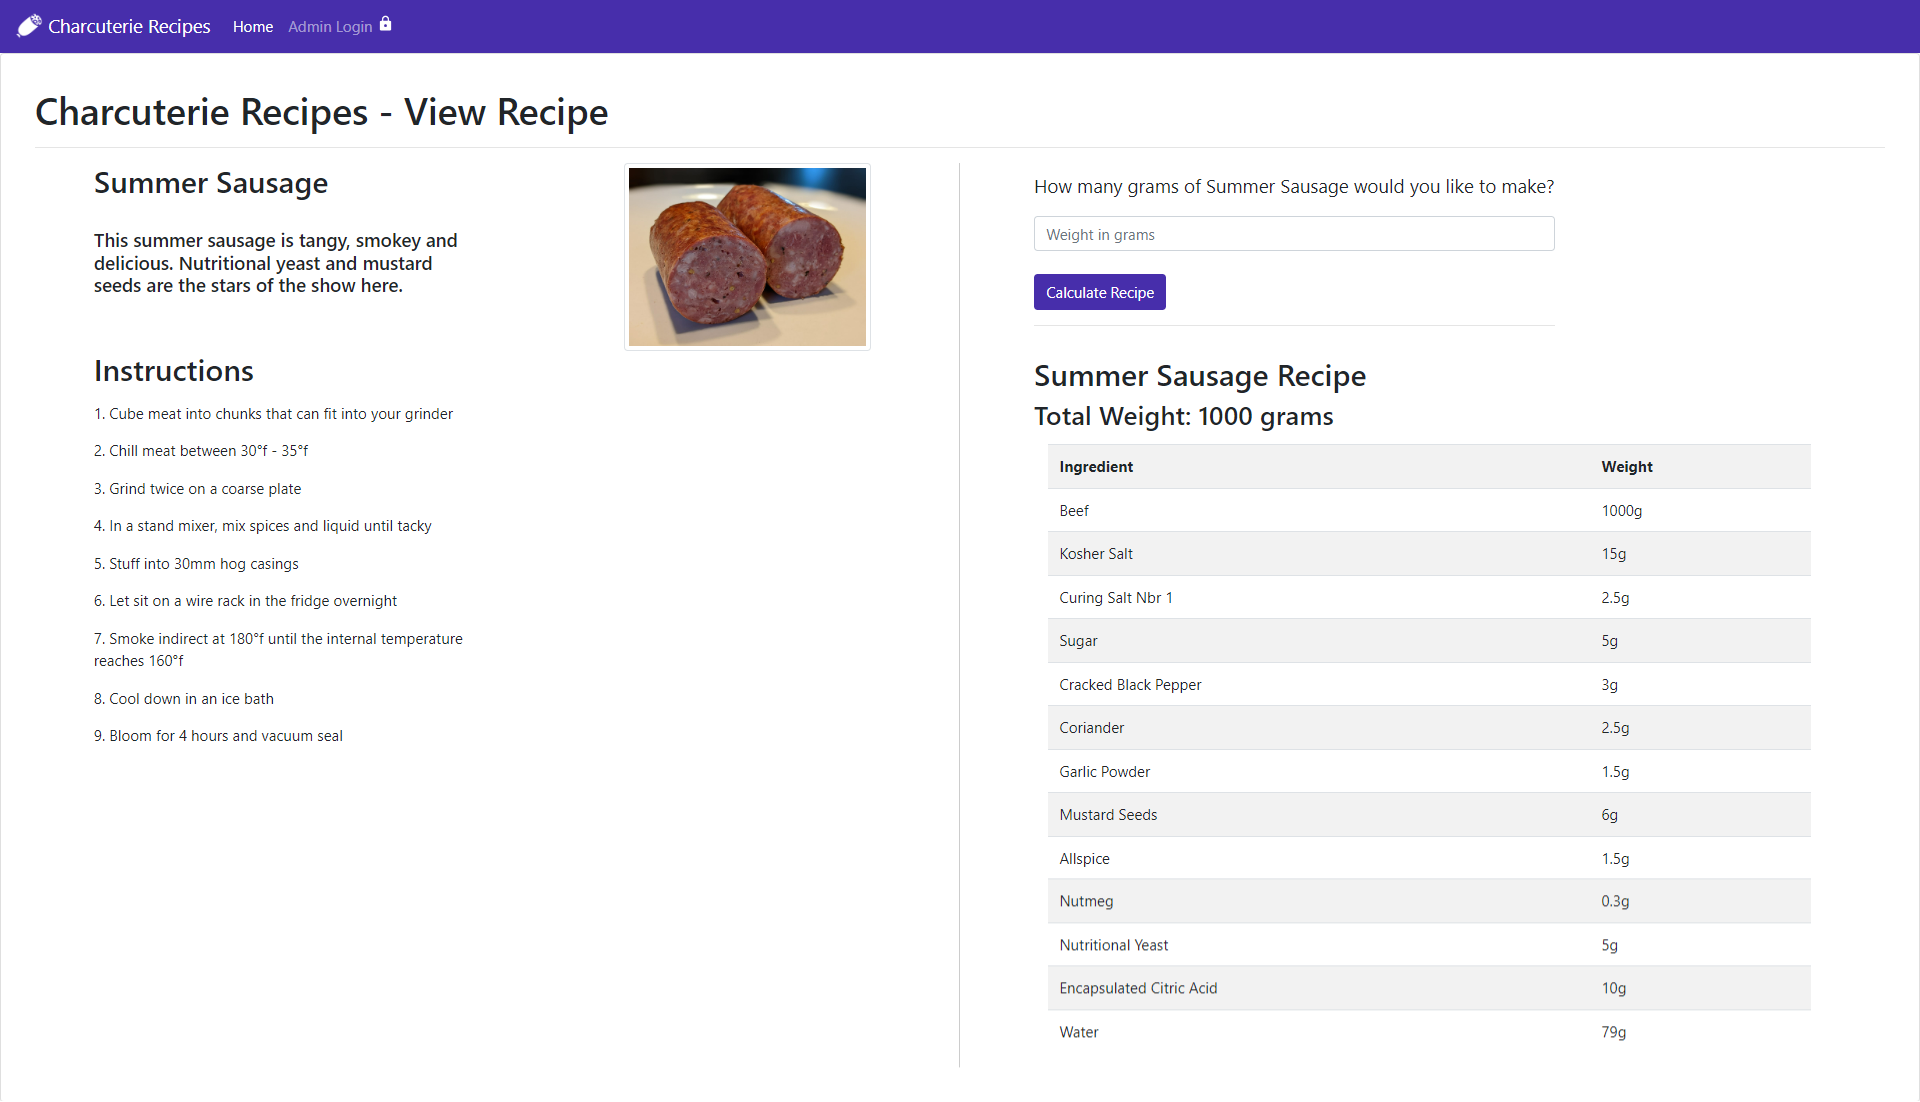 Charcuterie Recipes Home Admin Login
Charcuterie Recipes - View Recipe
Summer Sausage
This summer sausage is tangy, smokey and
delicious. Nutritional yeast and mustard
seeds are the stars of the show here.
Instructions
1. Cube meat into chunks that can fit into your grinder
2. Chill meat between 30°f - 35°f
3. Grind twice on a coarse plate
4. In a stand mixer, mix spices and liquid until tacky
5. Stuff into 30mm hog casings
6. Let sit on a wire rack in the fridge overnight
7. Smoke indirect at 180°f until the internal temperature
reaches 160°f
8. Cool down in an ice bath
9. Bloom for 4 hours and vacuum seal
How many grams of Summer Sausage would you like to make?
Weight in grams
Calculate Recipe
Summer Sausage Recipe
Total Weight: 1000 grams
Ingredient Weight
Beef 1000g
Kosher Salt 15g
Curing Salt Nbr 1 2.5g
Sugar 5g
Cracked Black Pepper 3g
Coriander 2.5g
Garlic Powder 1.5g
Mustard Seeds 6g
Allspice 1.5g
Nutmeg 0.3g
Nutritional Yeast 5g
Encapsulated Citric Acid 10g
Water 79g